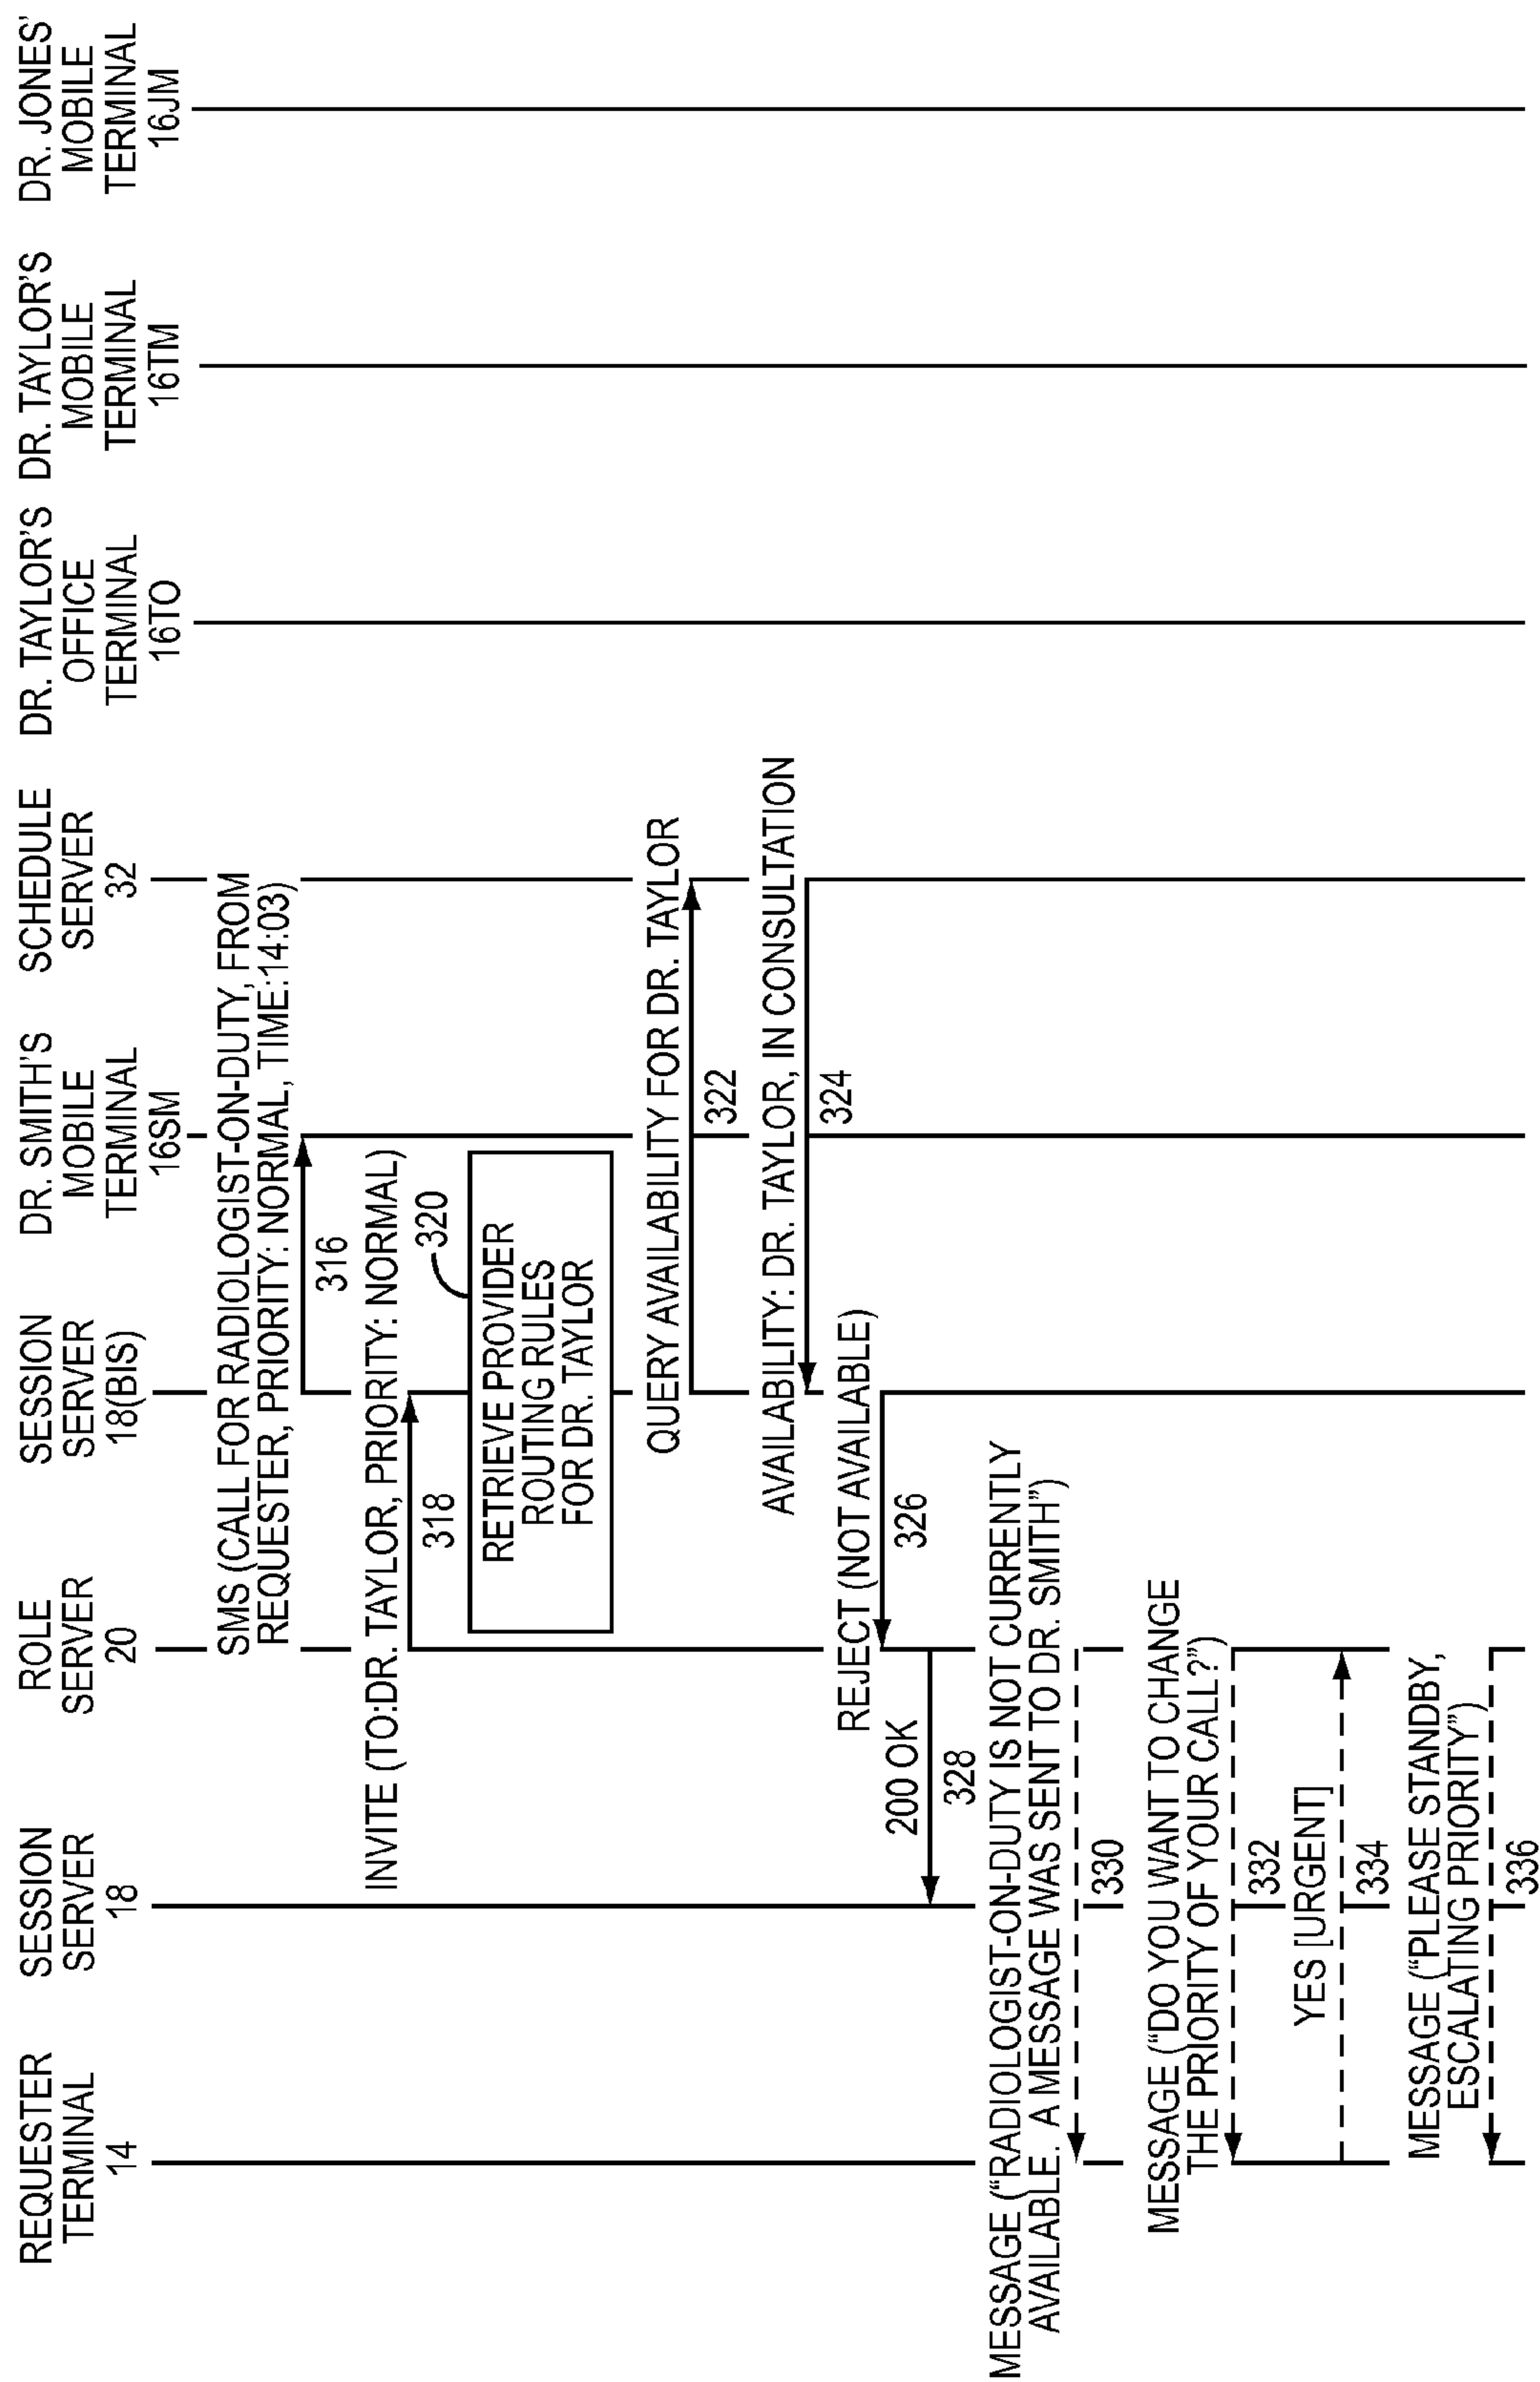 REQUESTER
TERMINAL
14
SESSION
SERVER
18
ROLE
SERVER
20
SESSION
SERVER
18(BIS)
DR. SMITH'S
MOBILE
TERMINAL
16SM
SCHEDULE
SERVER
32
DR. TAYLOR'S
OFFICE
TERMINAL
16TO
DR. TAYLOR'S
MOBILE
TERMINAL
16TM
DR. JONES'
MOBILE
TERMINAL
16JM
SMS (CALL FOR RADIOLOGIST-ON-DUTY, FROM
REQUESTER, PRIORITY: NORMAL, TIME:14:03)
316
INVITE (TO:DR. TAYLOR, PRIORITY: NORMAL)
318
320
RETRIEVE PROVIDER
ROUTING RULES
FOR DR. TAYLOR
QUERY AVAILABILITY FOR DR. TAYLOR
322
AVAILABILITY: DR. TAYLOR, IN CONSULTATION
324
REJECT (NOT AVAILABLE)
326
200 OK
328
MESSAGE (“RADIOLOGIST-ON-DUTY IS NOT CURRENTLY
AVAILABLE. A MESSAGE WAS SENT TO DR. SMITH”)
330
MESSAGE (“DO YOU WANT TO CHANGE
THE PRIORITY OF YOUR CALL?”)
332
YES [URGENT]
334
MESSAGE (“PLEASE STANDBY,
ESCALATING PRIORITY”)
336